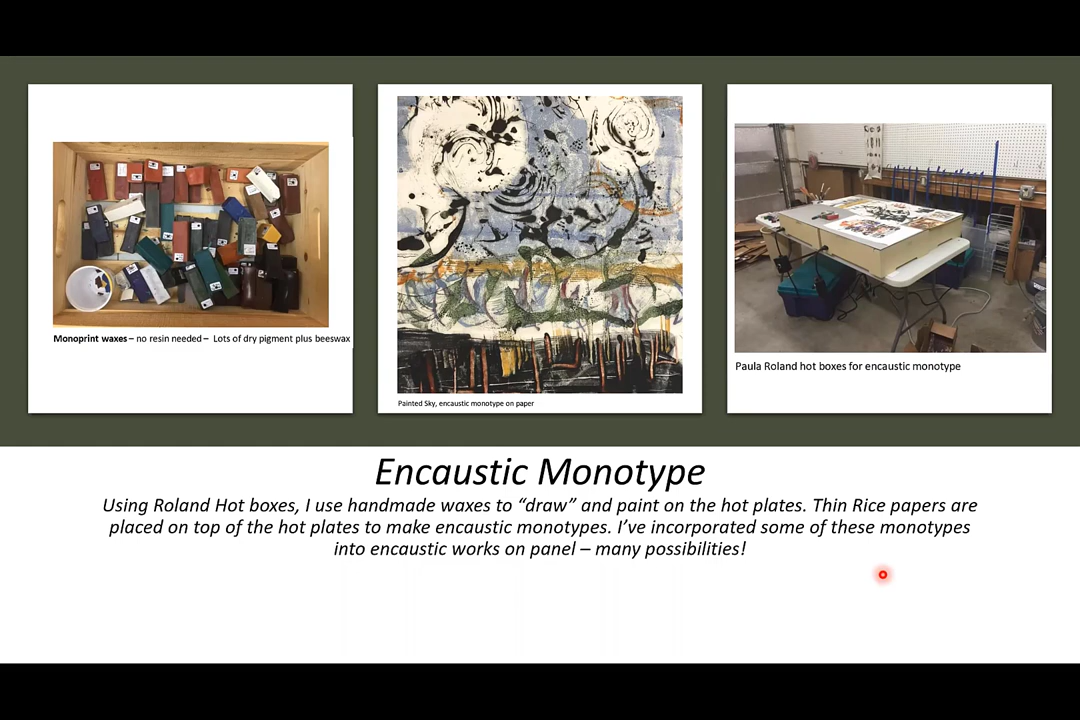 Monoprint waxes – no resin needed – Lots of dry pigment plus beeswax
Painted Sky, encaustic monotype on paper
Paula Roland hot boxes for encaustic monotype
Encaustic Monotype
Using Roland Hot boxes, I use handmade waxes to “draw” and paint on the hot plates. Thin Rice papers are
placed on top of the hot plates to make encaustic monotypes. I’ve incorporated some of these monotypes
into encaustic works on panel – many possibilities!